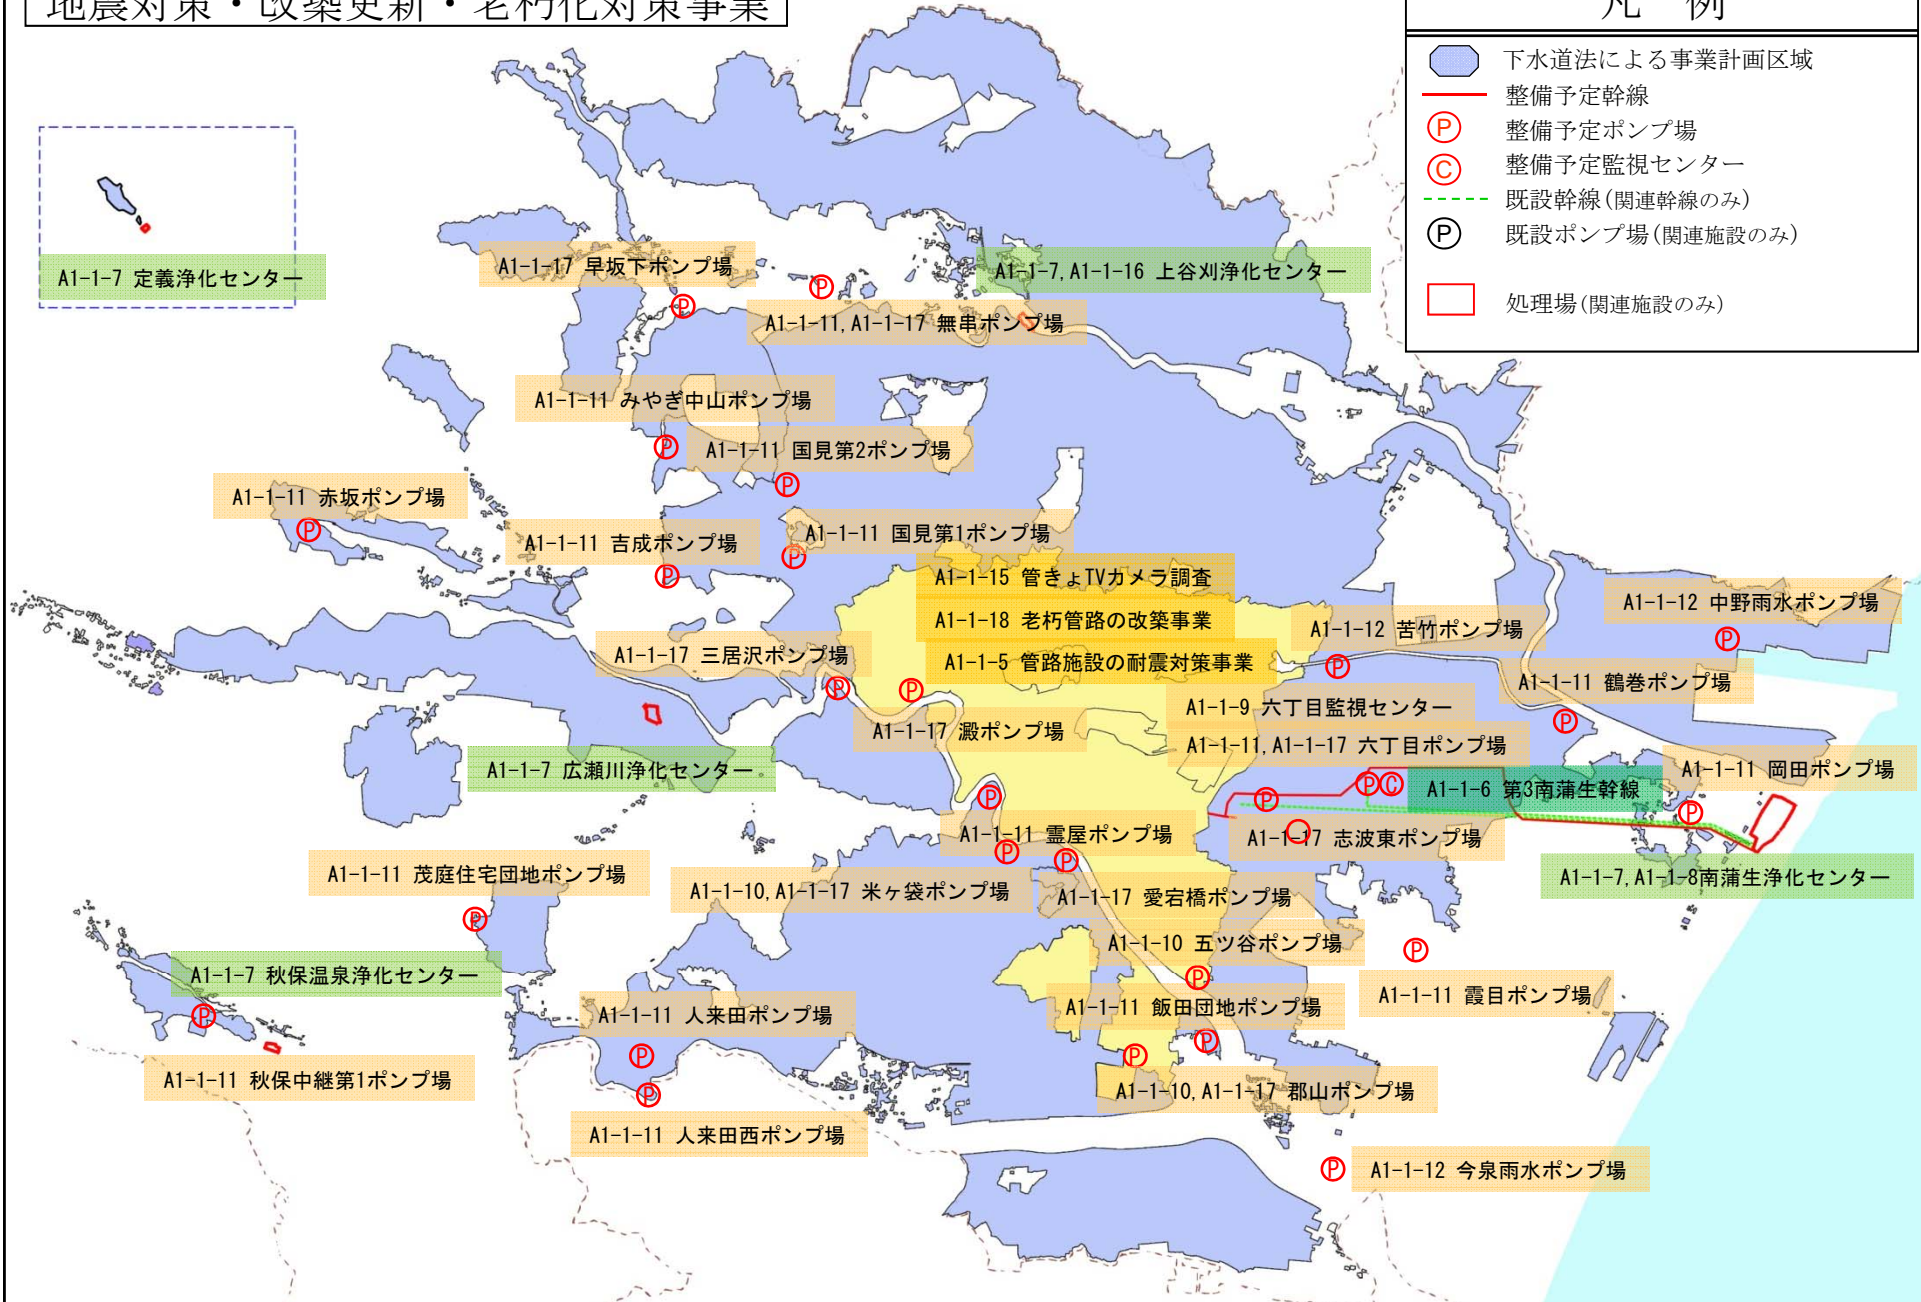 地震対策・改築更新・老朽化対策事業
凡 例
下水道法による事業計画区域
整備予定幹線
P 整備予定ポンプ場
C 整備予定監視センター
既設幹線(関連幹線のみ)
P 既設ポンプ場(関連施設のみ)
処理場(関連施設のみ)
A1-1-7 定義浄化センター
A1-1-17 早坂下ポンプ場
A1-1-7, A1-1-16 上谷刈浄化センター
A1-1-11, A1-1-17 無串ポンプ場
A1-1-11 みやぎ中山ポンプ場
A1-1-11 国見第2ポンプ場
A1-1-11 赤坂ポンプ場
A1-1-11 国見第1ポンプ場
A1-1-11 吉成ポンプ場
A1-1-15 管きょTVカメラ調査
A1-1-18 老朽管路の改築事業
A1-1-5 管路施設の耐震対策事業
A1-1-12 中野雨水ポンプ場
A1-1-12 苦竹ポンプ場
A1-1-17 三居沢ポンプ場
A1-1-11 鶴巻ポンプ場
A1-1-9 六丁目監視センター
A1-1-17 澱ポンプ場
A1-1-11, A1-1-17 六丁目ポンプ場
A1-1-7 広瀬川浄化センター
A1-1-11 岡田ポンプ場
A1-1-6 第3南蒲生幹線
A1-1-11 霊屋ポンプ場
A1-1-17 志波東ポンプ場
A1-1-11 茂庭住宅団地ポンプ場
A1-1-10, A1-1-17 米ヶ袋ポンプ場
A1-1-17 愛宕橋ポンプ場
A1-1-7, A1-1-8南蒲生浄化センター
A1-1-10 五ツ谷ポンプ場
A1-1-7 秋保温泉浄化センター
A1-1-11 霞目ポンプ場
A1-1-11 人来田ポンプ場
A1-1-11 飯田団地ポンプ場
A1-1-11 秋保中継第1ポンプ場
A1-1-10, A1-1-17 郡山ポンプ場
A1-1-11 人来田西ポンプ場
A1-1-12 今泉雨水ポンプ場